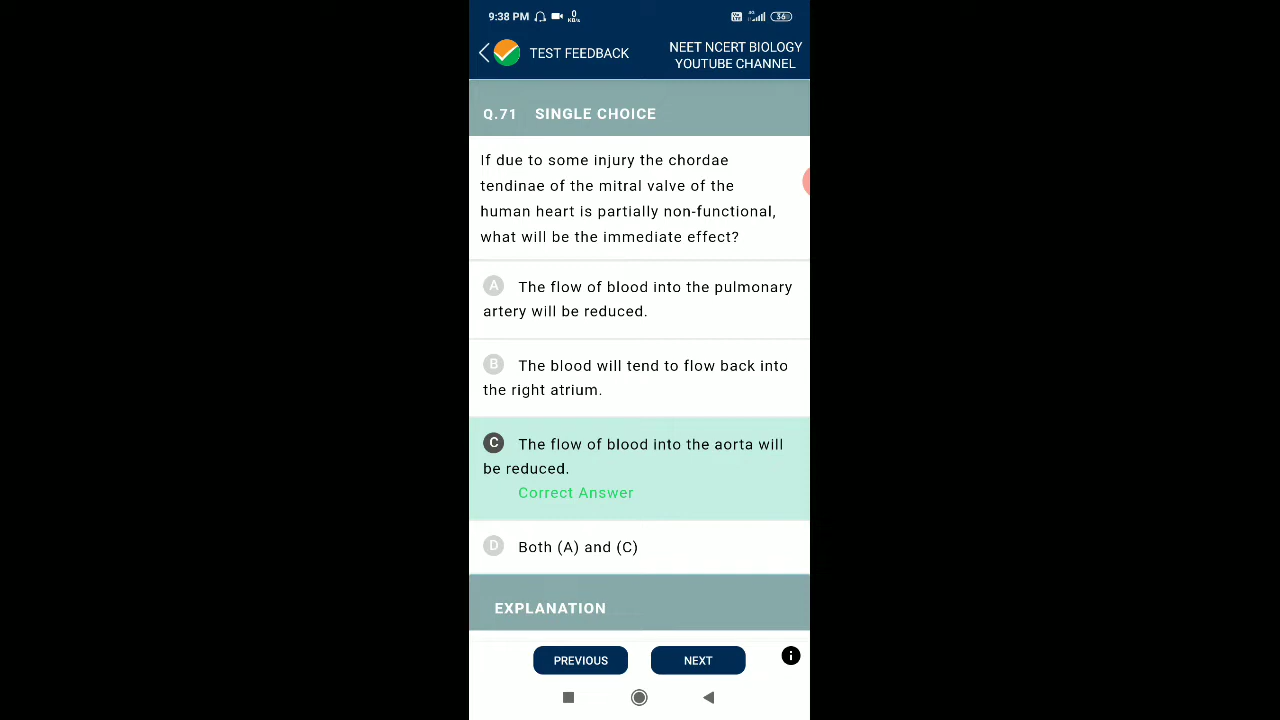 9:38 PM 0 KB/s 4G 36
TEST FEEDBACK
NEET NCERT BIOLOGY
YOUTUBE CHANNEL
Q.71 SINGLE CHOICE
If due to some injury the chordae
tendinae of the mitral valve of the
human heart is partially non-functional,
what will be the immediate effect?
A The flow of blood into the pulmonary
artery will be reduced.
B The blood will tend to flow back into
the right atrium.
C The flow of blood into the aorta will
be reduced.
Correct Answer
D Both (A) and (C)
EXPLANATION
PREVIOUS NEXT i